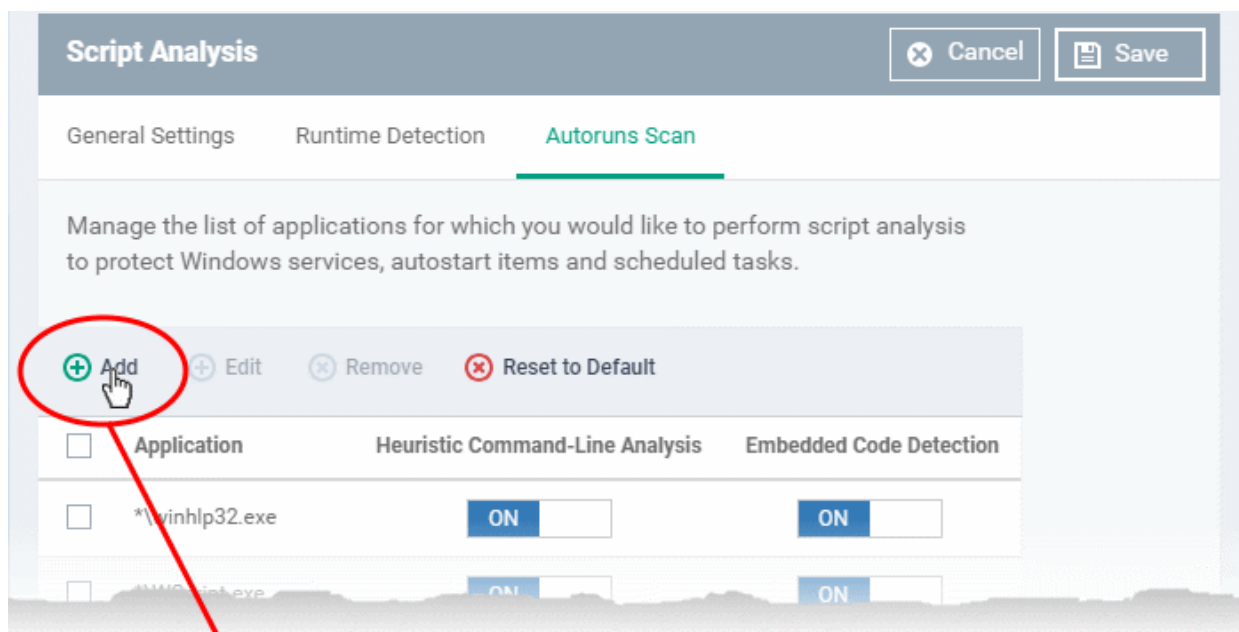 Script Analysis
Cancel
Save
General Settings Runtime Detection Autoruns Scan
Manage the list of applications for which you would like to perform script analysis
to protect Windows services, autostart items and scheduled tasks.
Add Edit Remove Reset to Default
Application Heuristic Command-Line Analysis Embedded Code Detection
*\winhlp32.exe ON ON
ON ON